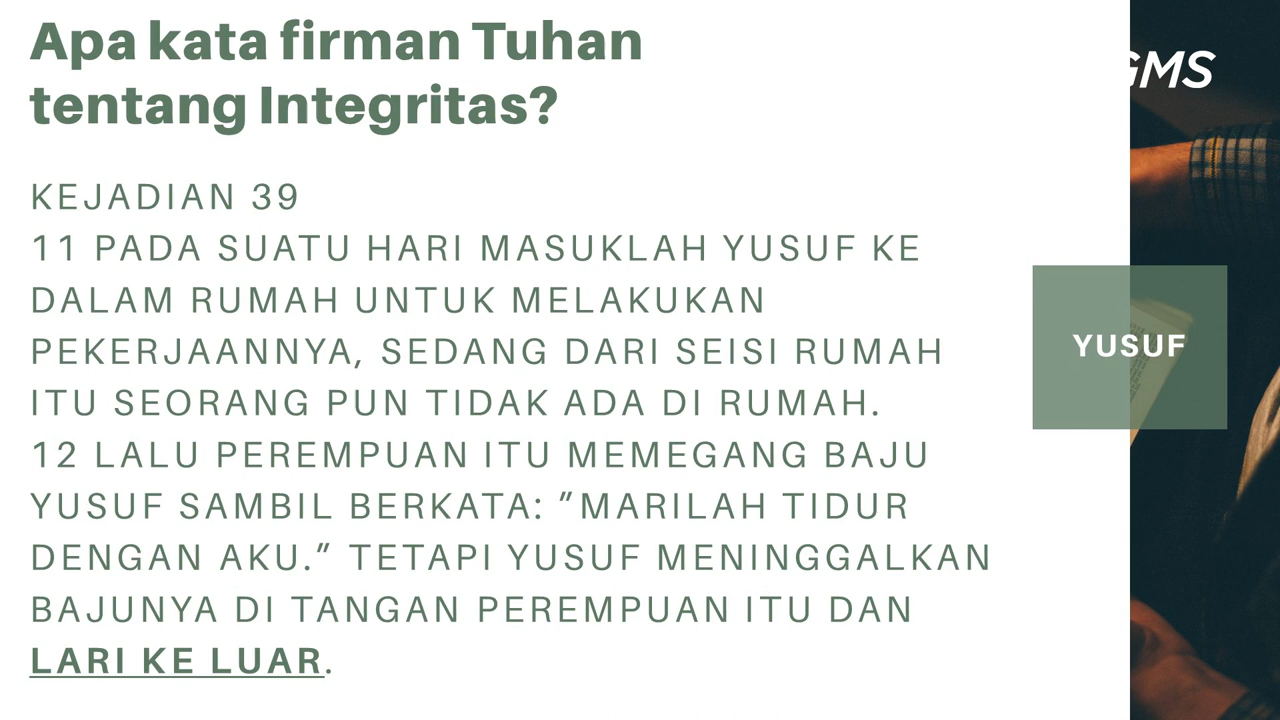 Apa kata firman Tuhan
tentang Integritas?
KEJADIAN 39
11 PADA SUATU HARI MASUKLAH YUSUF KE
DALAM RUMAH UNTUK MELAKUKAN
PEKERJAANNYA, SEDANG DARI SEISI RUMAH
ITU SEORANG PUN TIDAK ADA DI RUMAH.
12 LALU PEREMPUAN ITU MEMEGANG BAJU
YUSUF SAMBIL BERKATA: ”MARILAH TIDUR
DENGAN AKU.” TETAPI YUSUF MENINGGALKAN
BAJUNYA DI TANGAN PEREMPUAN ITU DAN
LARI KE LUAR.
GMS
YUSUF